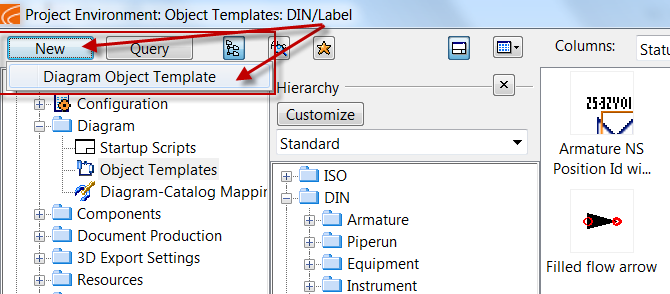 Project Environment: Object Templates: DIN/Label
New
Query
Columns:
Statu
Diagram Object Template
Configuration
Diagram
Startup Scripts
Object Templates
Diagram-Catalog Mappin
Components
Document Production
3D Export Settings
Resources
Hierarchy
Customize
Standard
ISO
DIN
Armature
Piperun
Equipment
Instrument
25-32V01
Armature NS
Position Id wi...
Filled flow arrow